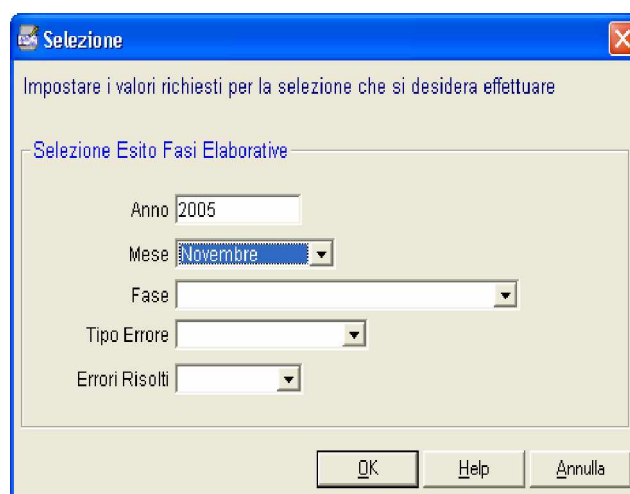 Selezione
Impostare i valori richiesti per la selezione che si desidera effettuare
Selezione Esito Fasi Elaborative
Anno 2005
Mese Novembre
Fase
Tipo Errore
Errori Risolti
OK Help Annulla